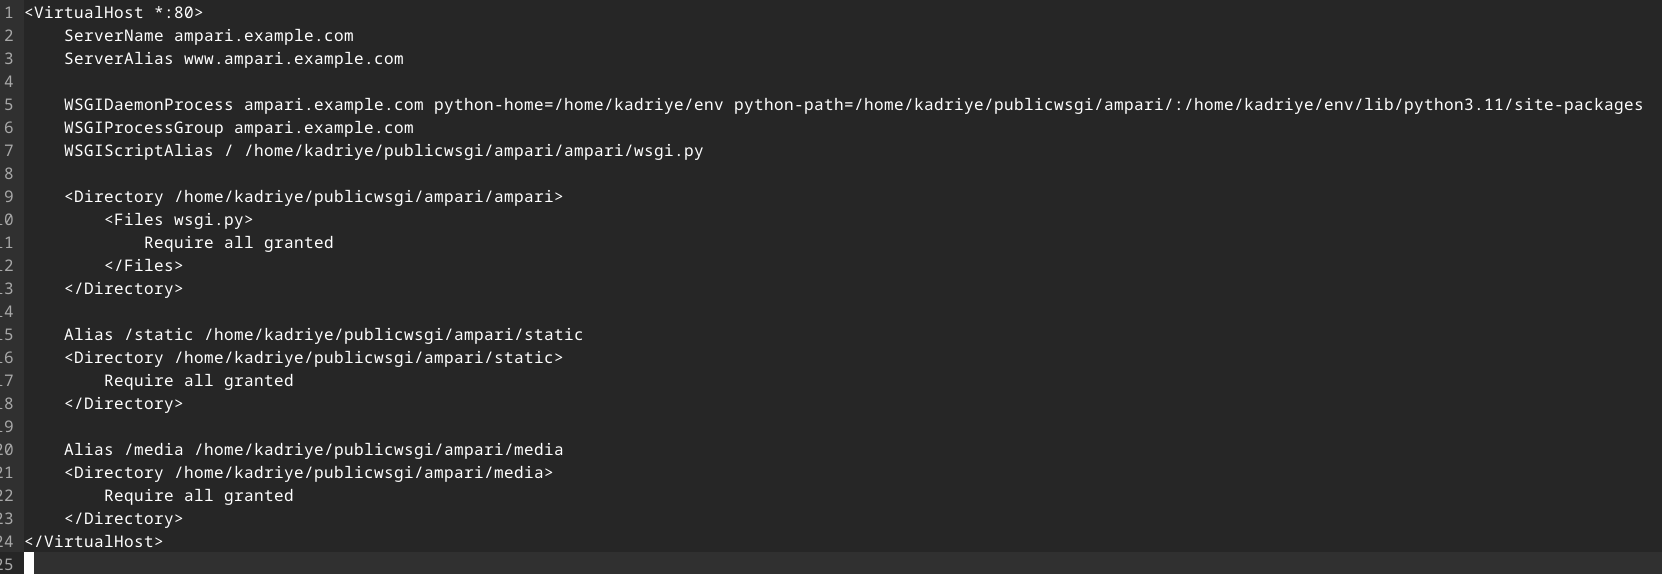 1 <VirtualHost *:80>
2     ServerName ampari.example.com
3     ServerAlias www.ampari.example.com
4
5     WSGIDaemonProcess ampari.example.com python-home=/home/kadriye/env python-path=/home/kadriye/publicwsgi/ampari/:/home/kadriye/env/lib/python3.11/site-packages
6     WSGIProcessGroup ampari.example.com
7     WSGIScriptAlias / /home/kadriye/publicwsgi/ampari/ampari/wsgi.py
8
9     <Directory /home/kadriye/publicwsgi/ampari/ampari>
10         <Files wsgi.py>
11             Require all granted
12         </Files>
13     </Directory>
14
15     Alias /static /home/kadriye/publicwsgi/ampari/static
16     <Directory /home/kadriye/publicwsgi/ampari/static>
17         Require all granted
18     </Directory>
19
20     Alias /media /home/kadriye/publicwsgi/ampari/media
21     <Directory /home/kadriye/publicwsgi/ampari/media>
22         Require all granted
23     </Directory>
24 </VirtualHost>
25